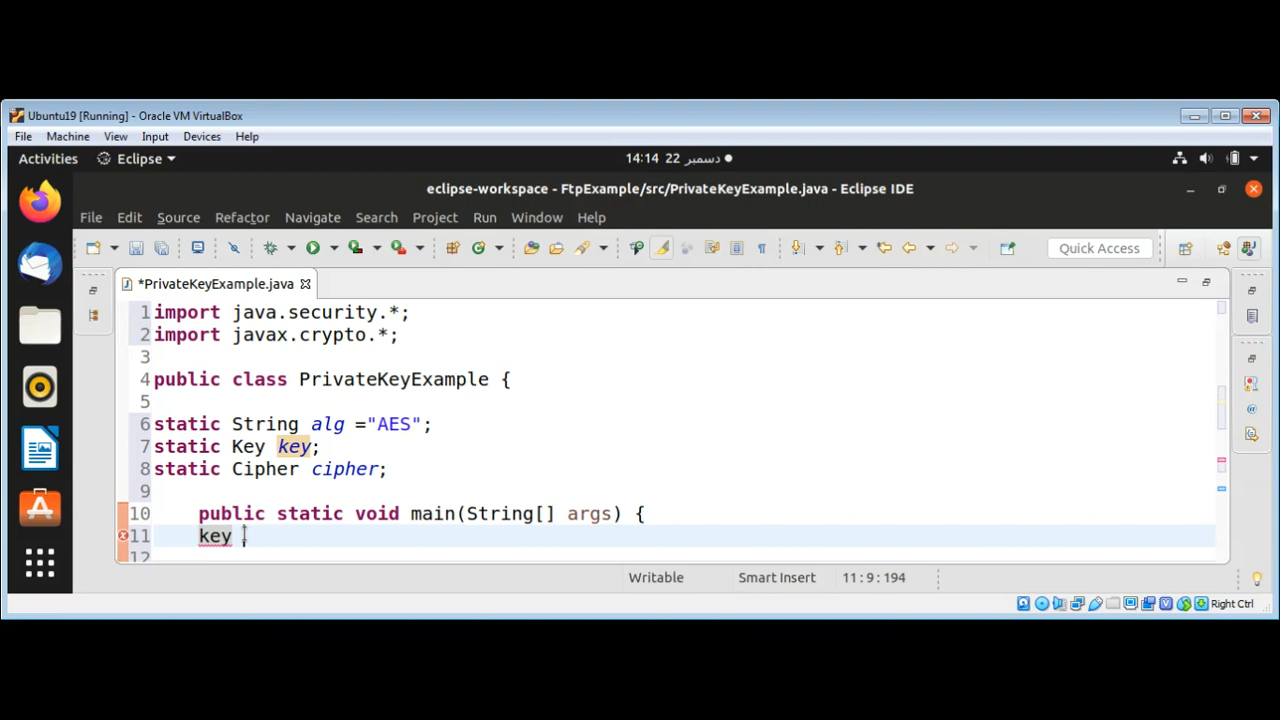 Ubuntu19 [Running] - Oracle VM VirtualBox
File Machine View Input Devices Help
Activities Eclipse 14:14 22 دسمبر
eclipse-workspace - FtpExample/src/PrivateKeyExample.java - Eclipse IDE
File Edit Source Refactor Navigate Search Project Run Window Help
Quick Access
*PrivateKeyExample.java
1 import java.security.*;
2 import javax.crypto.*;
3
4 public class PrivateKeyExample {
5
6 static String alg ="AES";
7 static Key key;
8 static Cipher cipher;
9
10 public static void main(String[] args) {
11 key
12
Writable Smart Insert 11 : 9 : 194
Right Ctrl